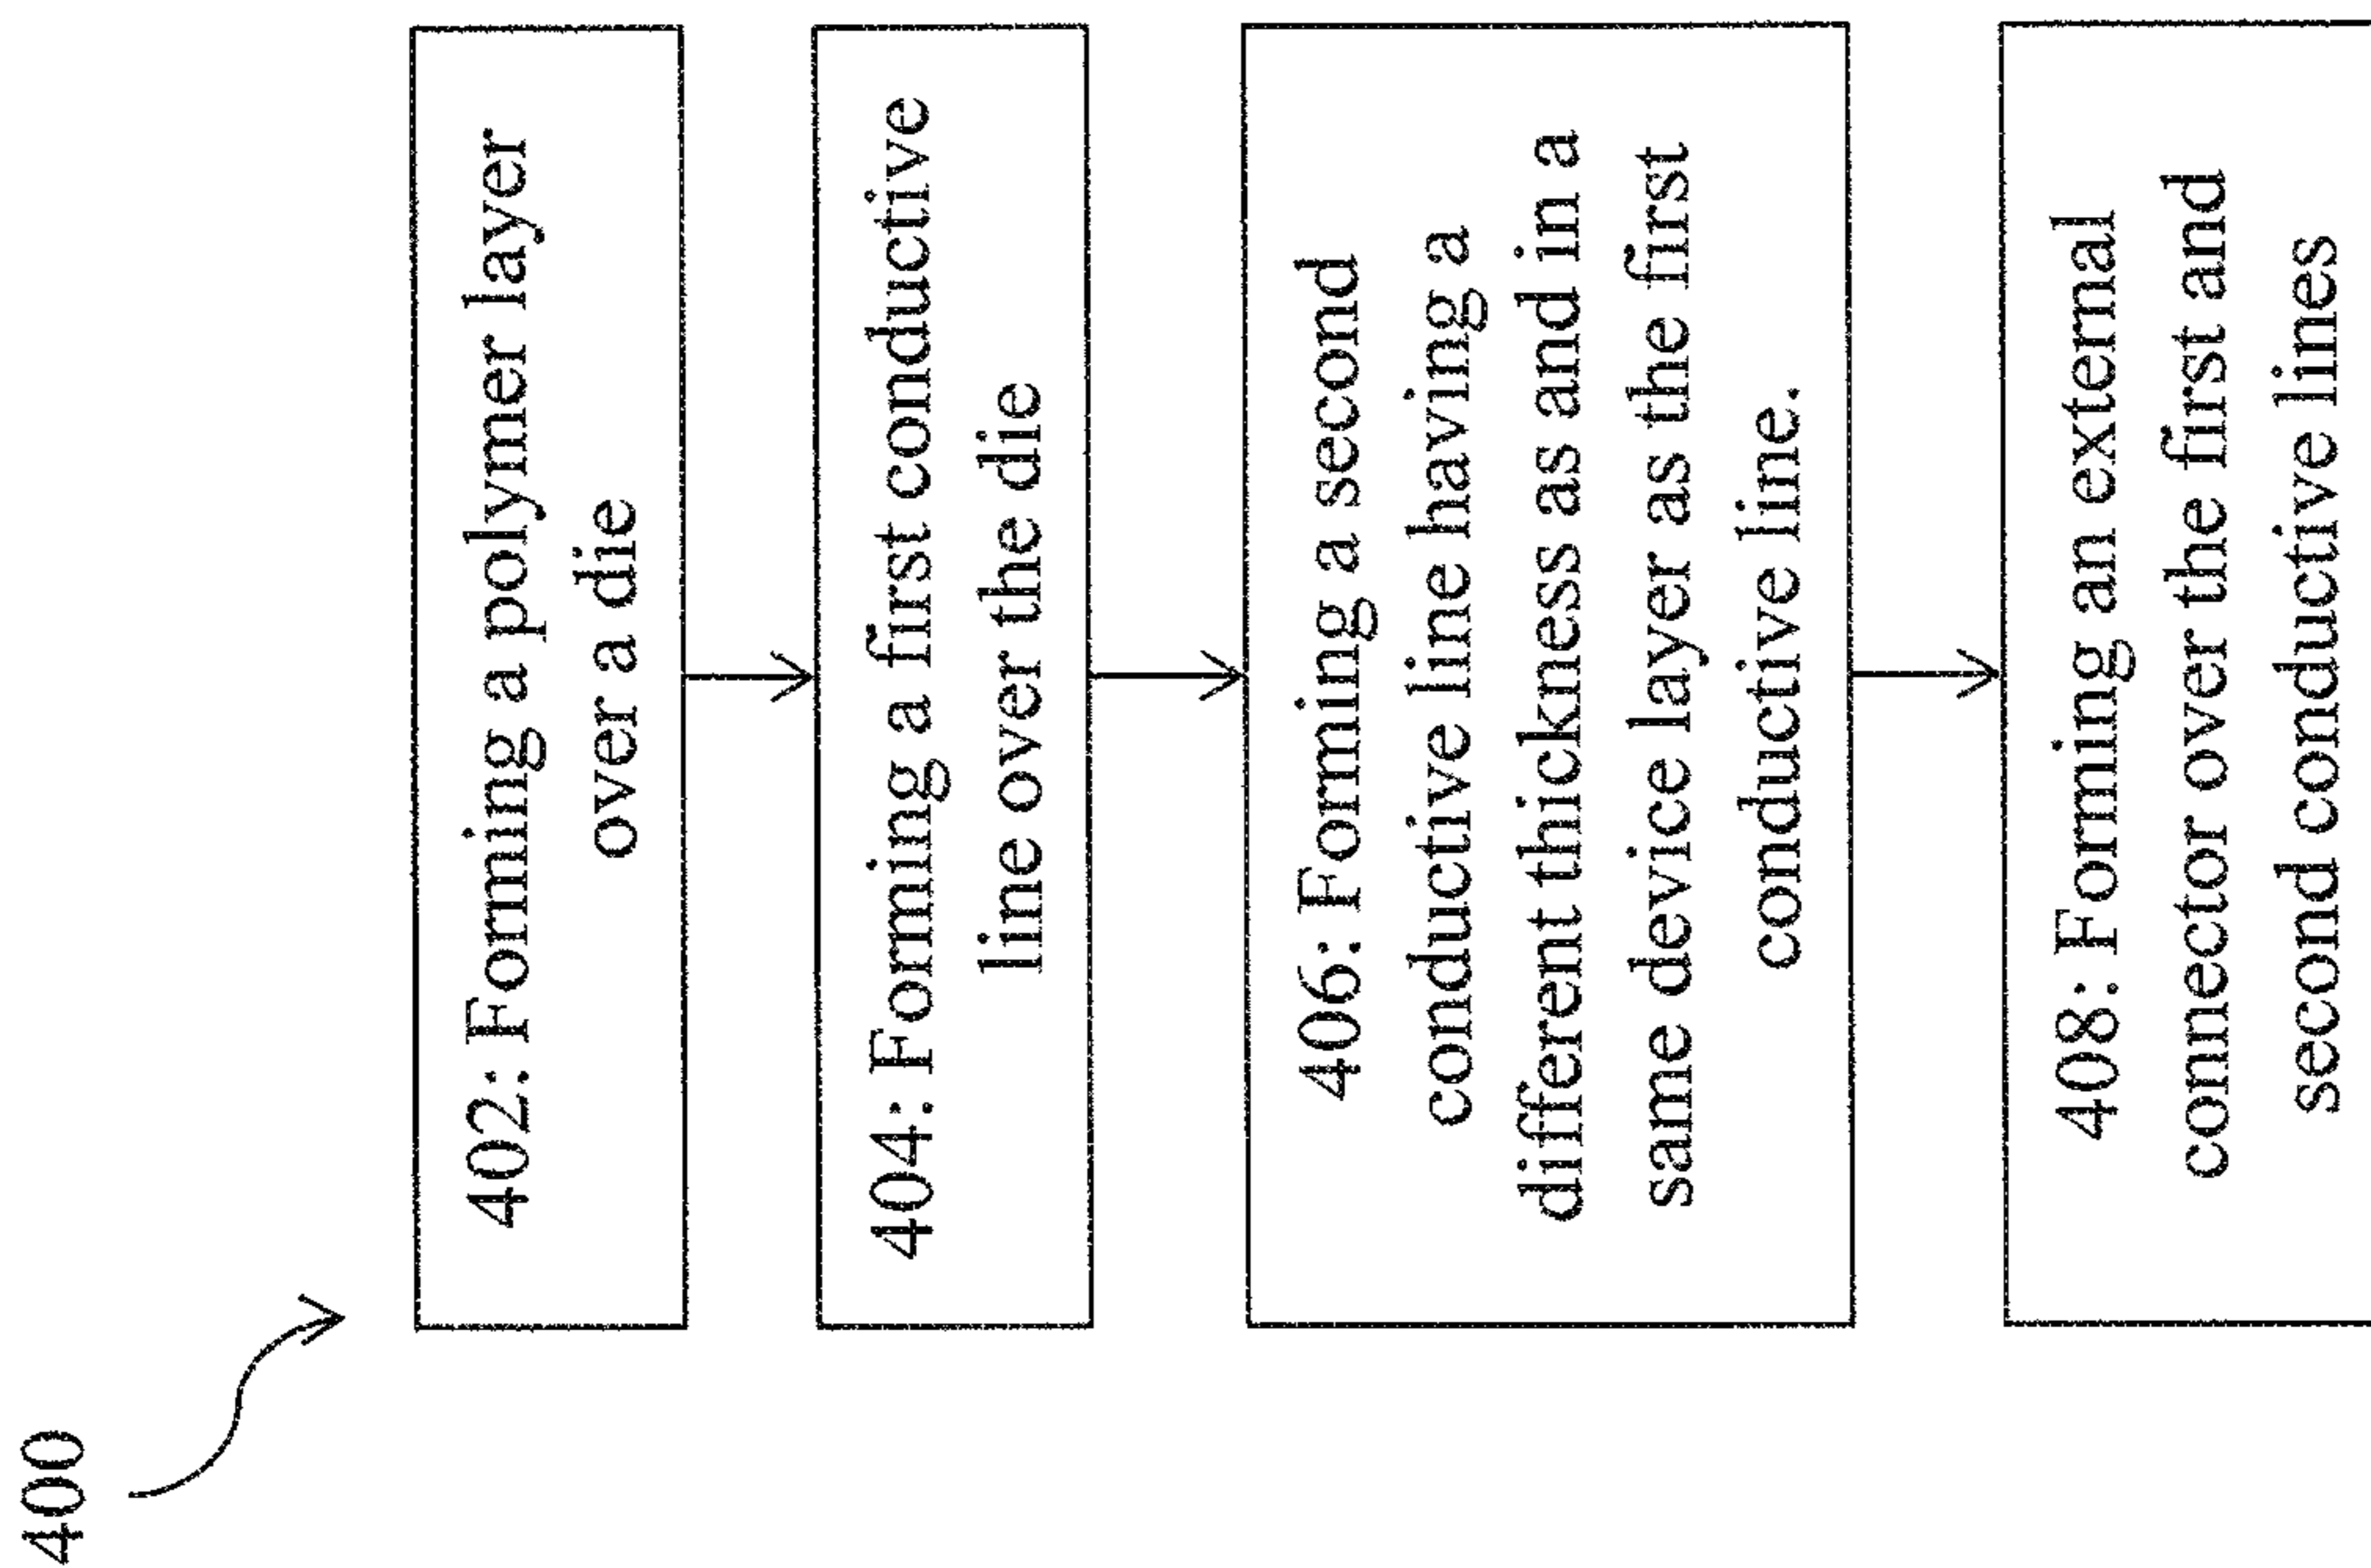 400
402: Forming a polymer layer
over a die
404: Forming a first conductive
line over the die
406: Forming a second
conductive line having a
different thickness as and in a
same device layer as the first
conductive line.
408: Forming an external
connector over the first and
second conductive lines